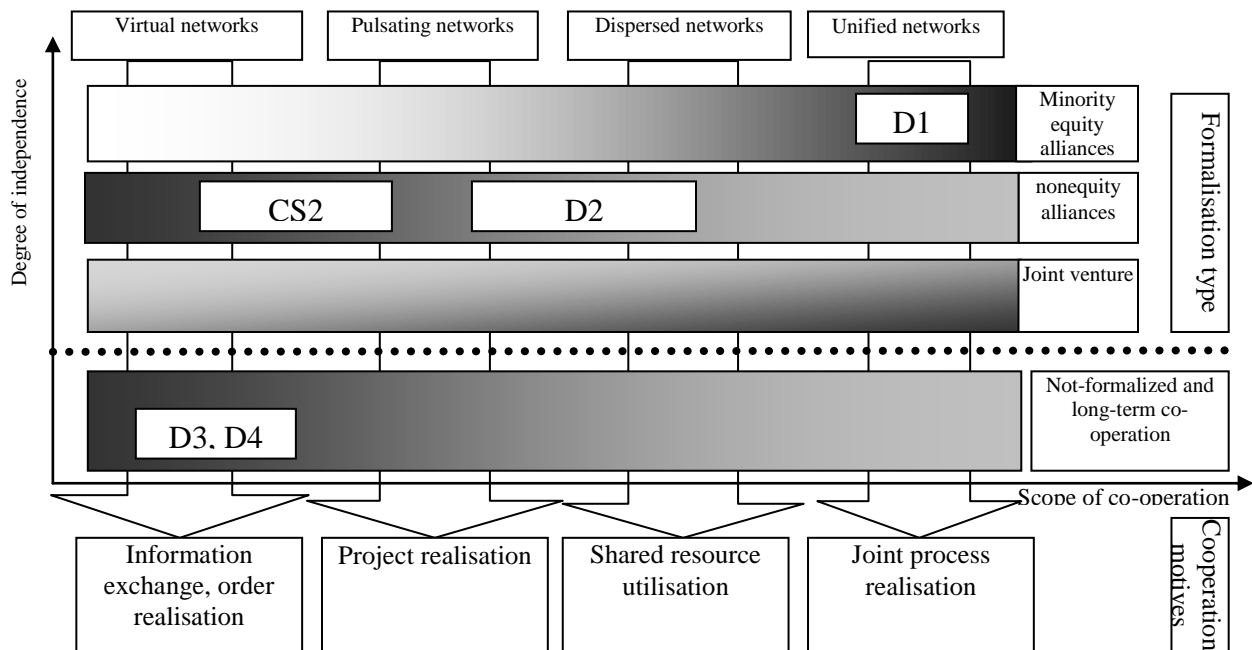 Virtual networks
Pulsating networks
Dispersed networks
Unified networks
Degree of independence
D1
Minority
equity
alliances
Formalisation type
CS2
D2
nonequity
alliances
Joint venture
D3, D4
Not-formalized and
long-term co-
operation
Scope of co-operation
Information
exchange, order
realisation
Project realisation
Shared resource
utilisation
Joint process
realisation
Cooperation
motives